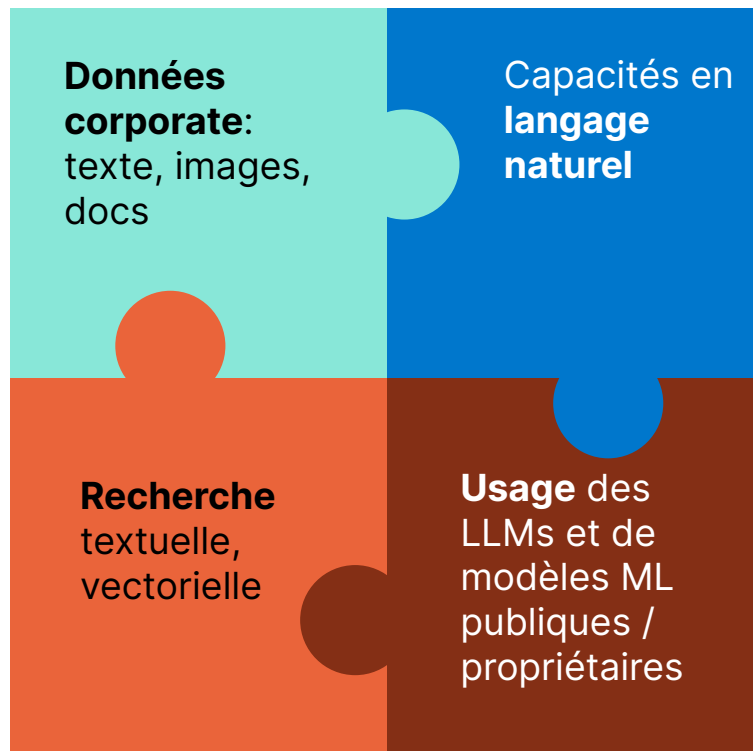 Données
corporate:
texte, images,
docs
Capacités en
langage
naturel
Recherche
textuelle,
vectorielle
Usage des
LLMs et de
modèles ML
publiques /
propriétaires